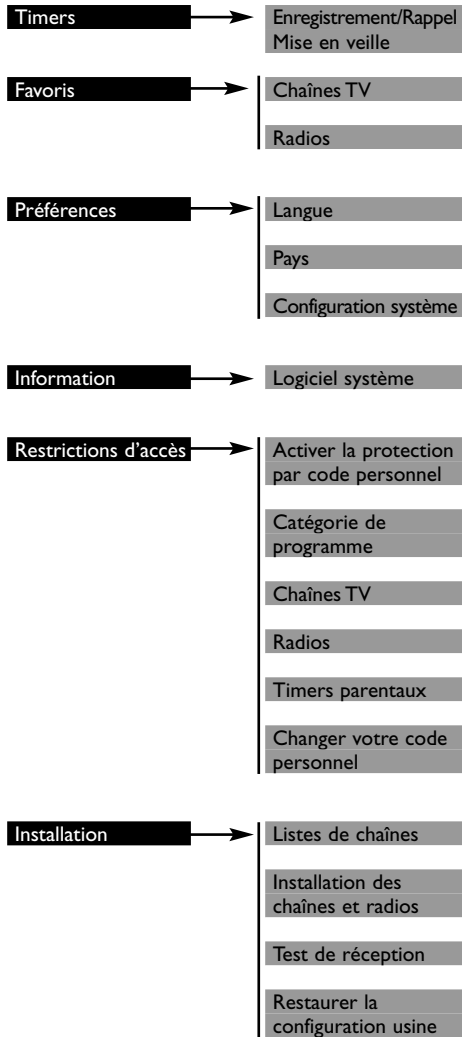 Timers
Enregistrement/Rappel
Mise en veille
Favoris
Chaînes TV
Radios
Préférences
Langue
Pays
Configuration système
Information
Logiciel système
Restrictions d'accès
Activer la protection
par code personnel
Catégorie de
programme
Chaînes TV
Radios
Timers parentaux
Changer votre code
personnel
Installation
Listes de chaînes
Installation des
chaînes et radios
Test de réception
Restaurer la
configuration usine